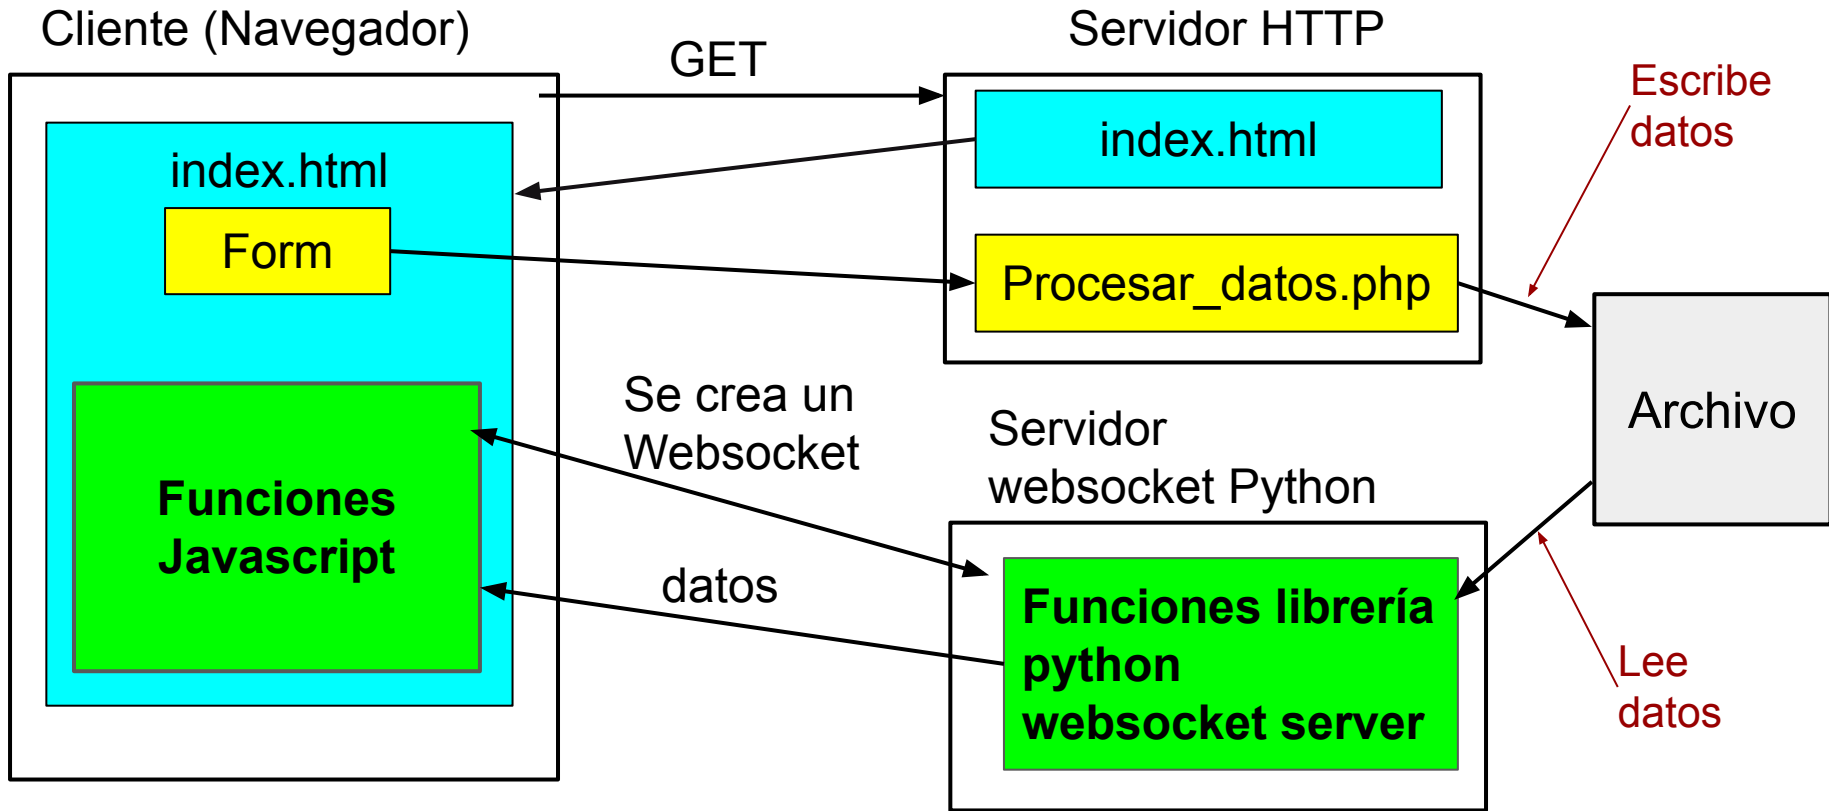 Cliente (Navegador)
GET
Servidor HTTP
Escribe
datos
index.html
index.html
Form
Procesar_datos.php
Archivo
Se crea un
Websocket
Servidor
websocket Python
Funciones
Javascript
datos
Funciones librería
python
websocket server
Lee
datos